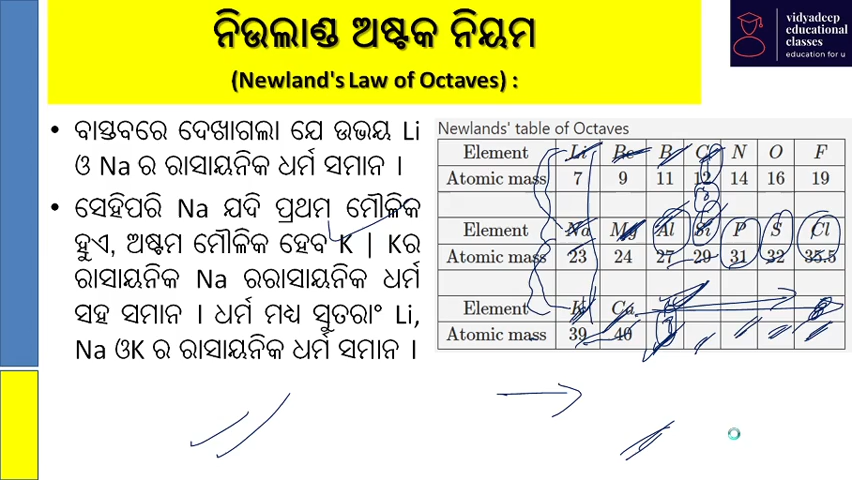 ନିଉଲାଣ୍ଡ ଅଷ୍ଟକ ନିୟମ
(Newland's Law of Octaves) :
vidyadeep
educational
classes
education for u
• ବାସ୍ତବରେ ଦେଖାଗଲା ଯେ ଉଭୟ Li
ଓ Na ର ରାସାୟନିକ ଧର୍ମ ସମାନ ।
• ସେହିପରି Na ଯଦି ପ୍ରଥମ ମୌଳିକ
ହୁଏ, ଅଷ୍ଟମ ମୌଳିକ ହେବ K | Kର
ରାସାୟନିକ Na ରରାସାୟନିକ ଧର୍ମ
ସହ ସମାନ । ଧର୍ମ ମଧ୍ୟ ସୁତରାଂ Li,
Na ଓK ର ରାସାୟନିକ ଧର୍ମ ସମାନ ।
Newlands' table of Octaves
Element Li Be B C N O F
Atomic mass 7 9 11 12 14 16 19
Element Na Mg Al Si P S Cl
Atomic mass 23 24 27 29 31 32 35.5
Element K Ca
Atomic mass 39 40